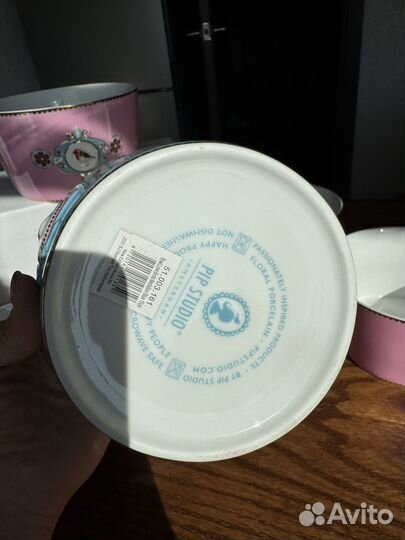 PIP STUDIO®
AMSTERDAM
PASSIONATELY INSPIRED PRODUCTS • BY PIP STUDIO
FLORAL PORCELAIN • PIPSTUDIO.COM
HAPPY PRODUCTS
PEOPLE
NOT DISHWASHER
MICROWAVE SAFE
51.003.161
Avito